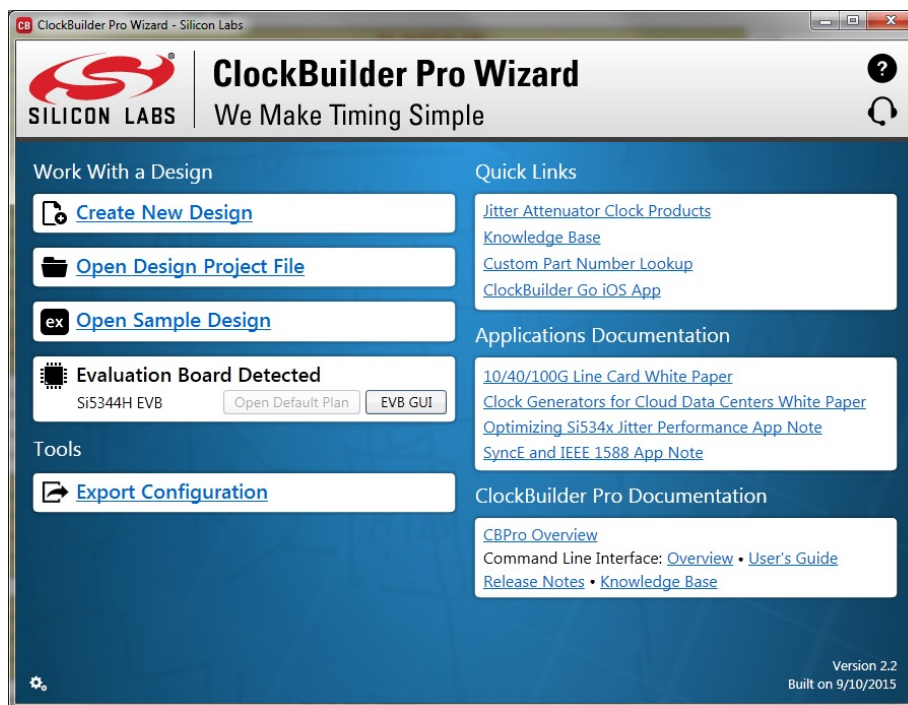 CB ClockBuilder Pro Wizard - Silicon Labs
SILICON LABS
ClockBuilder Pro Wizard
We Make Timing Simple
?
Work With a Design
Create New Design
Open Design Project File
ex Open Sample Design
Evaluation Board Detected
Si5344H EVB Open Default Plan EVB GUI
Tools
Export Configuration
Quick Links
Jitter Attenuator Clock Products
Knowledge Base
Custom Part Number Lookup
ClockBuilder Go iOS App
Applications Documentation
10/40/100G Line Card White Paper
Clock Generators for Cloud Data Centers White Paper
Optimizing Si534x Jitter Performance App Note
SyncE and IEEE 1588 App Note
ClockBuilder Pro Documentation
CBPro Overview
Command Line Interface: Overview • User's Guide
Release Notes • Knowledge Base
Version 2.2
Built on 9/10/2015